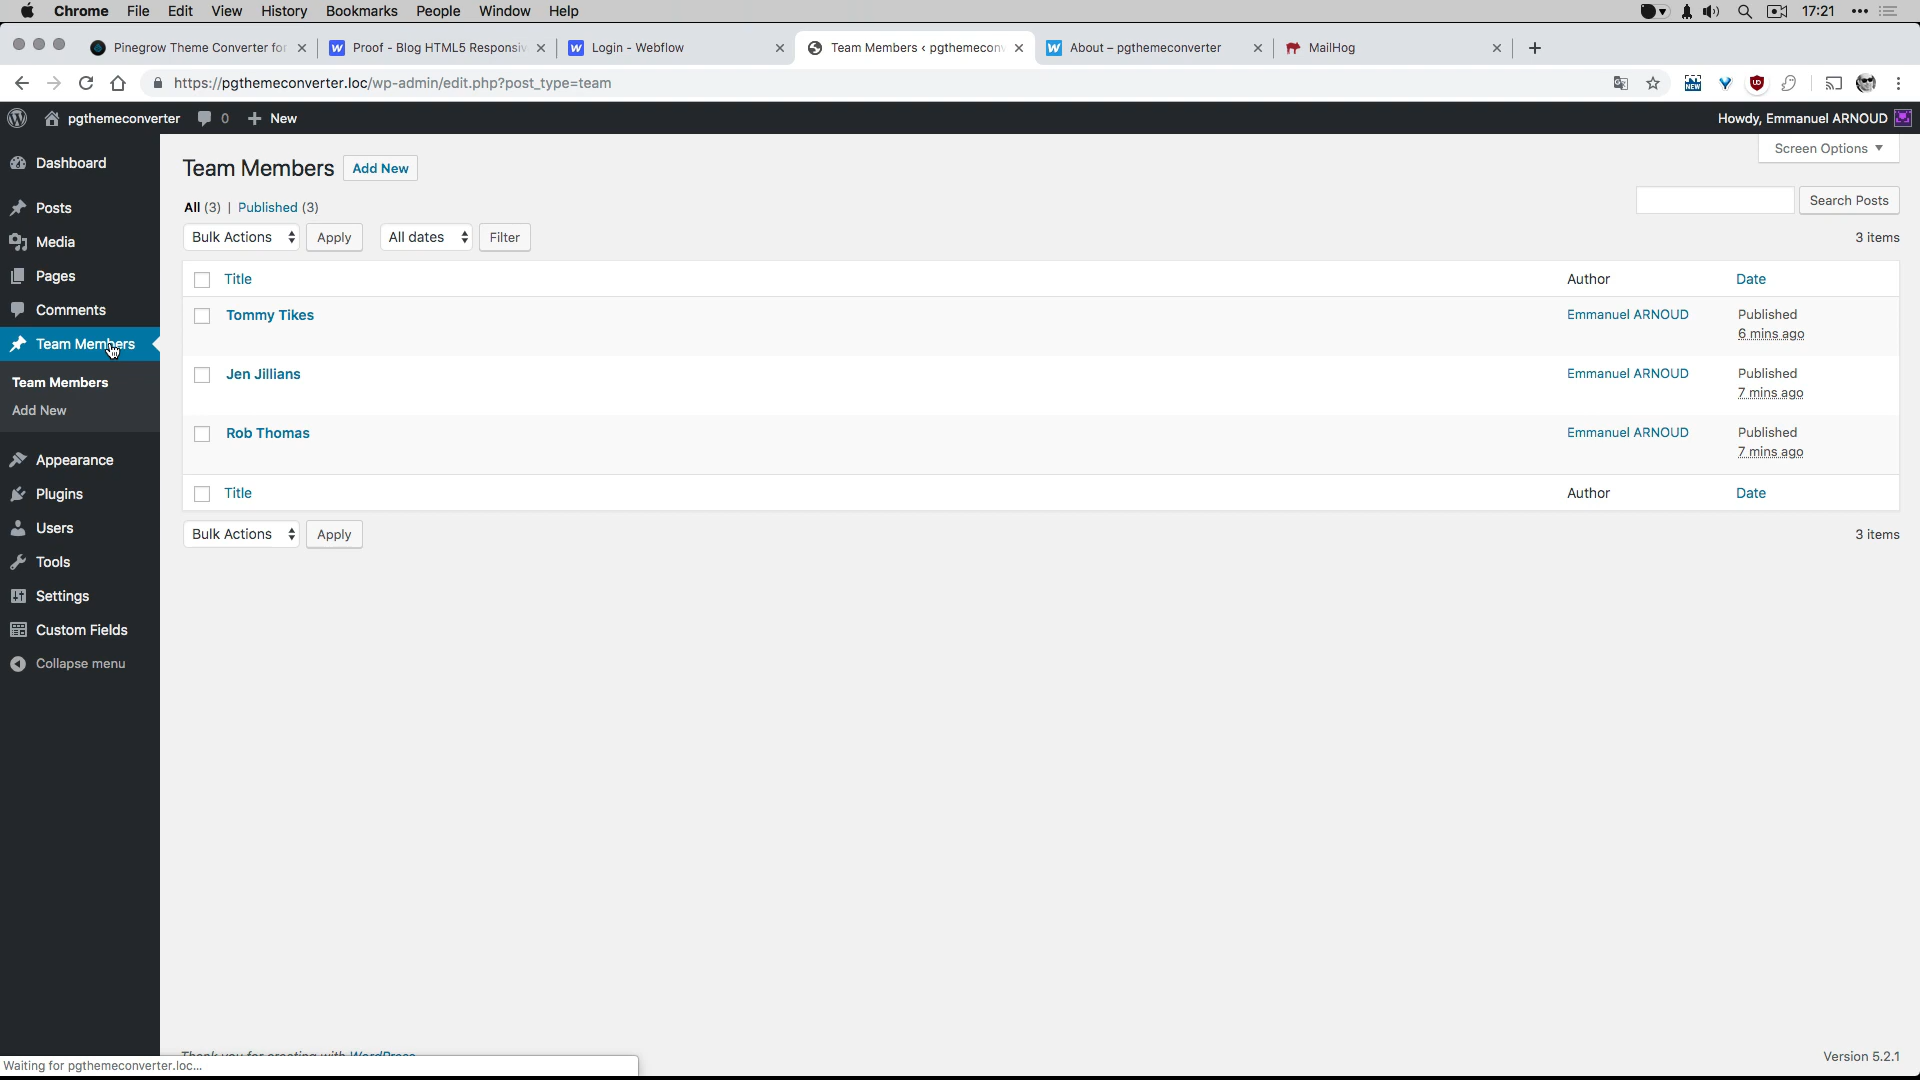 Chrome File Edit View History Bookmarks People Window Help 17:21
Pinegrow Theme Converter fo Proof - Blog HTML5 Responsiv Login - Webflow Team Members ‹ pgthemecon About – pgthemeconverter MailHog
https://pgthemeconverter.loc/wp-admin/edit.php?post_type=team NEW
pgthemeconverter 0 New Howdy, Emmanuel ARNOUD
Screen Options
Dashboard
Posts
Media
Pages
Comments
Team Members
Team Members
Add New
Appearance
Plugins
Users
Tools
Settings
Custom Fields
Collapse menu
Team Members Add New
All (3) | Published (3)
Search Posts
Bulk Actions Apply All dates Filter 3 items
Title Author Date
Tommy Tikes Emmanuel ARNOUD Published
6 mins ago
Jen Jillians Emmanuel ARNOUD Published
7 mins ago
Rob Thomas Emmanuel ARNOUD Published
7 mins ago
Title Author Date
Bulk Actions Apply 3 items
Thank you for creating with WordPress
Version 5.2.1
Waiting for pgthemeconverter.loc...